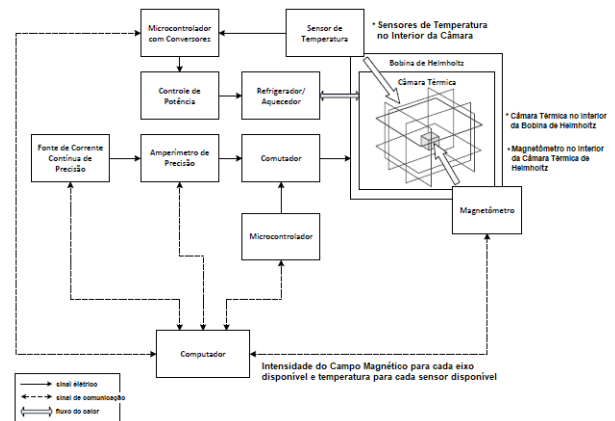 Microcontrolador
com Conversores
Sensor de
Temperatura
* Sensores de Temperatura
no Interior da Câmara
Bobina de Helmholtz
Câmara Térmica
Controle de
Potência
Refrigerador/
Aquecedor
* Câmara Térmica no Interior
da Bobina de Helmholtz
* Magnetômetro no Interior
da Câmara Térmica de
Helmholtz
Fonte de Corrente
Contínua de
Precisão
Amperímetro de
Precisão
Comutador
Magnetômetro
Microcontrolador
Computador
Intensidade do Campo Magnético para cada eixo
disponível e temperatura para cada sensor disponível
sinal elétrico
sinal de comunicação
fluxo do calor